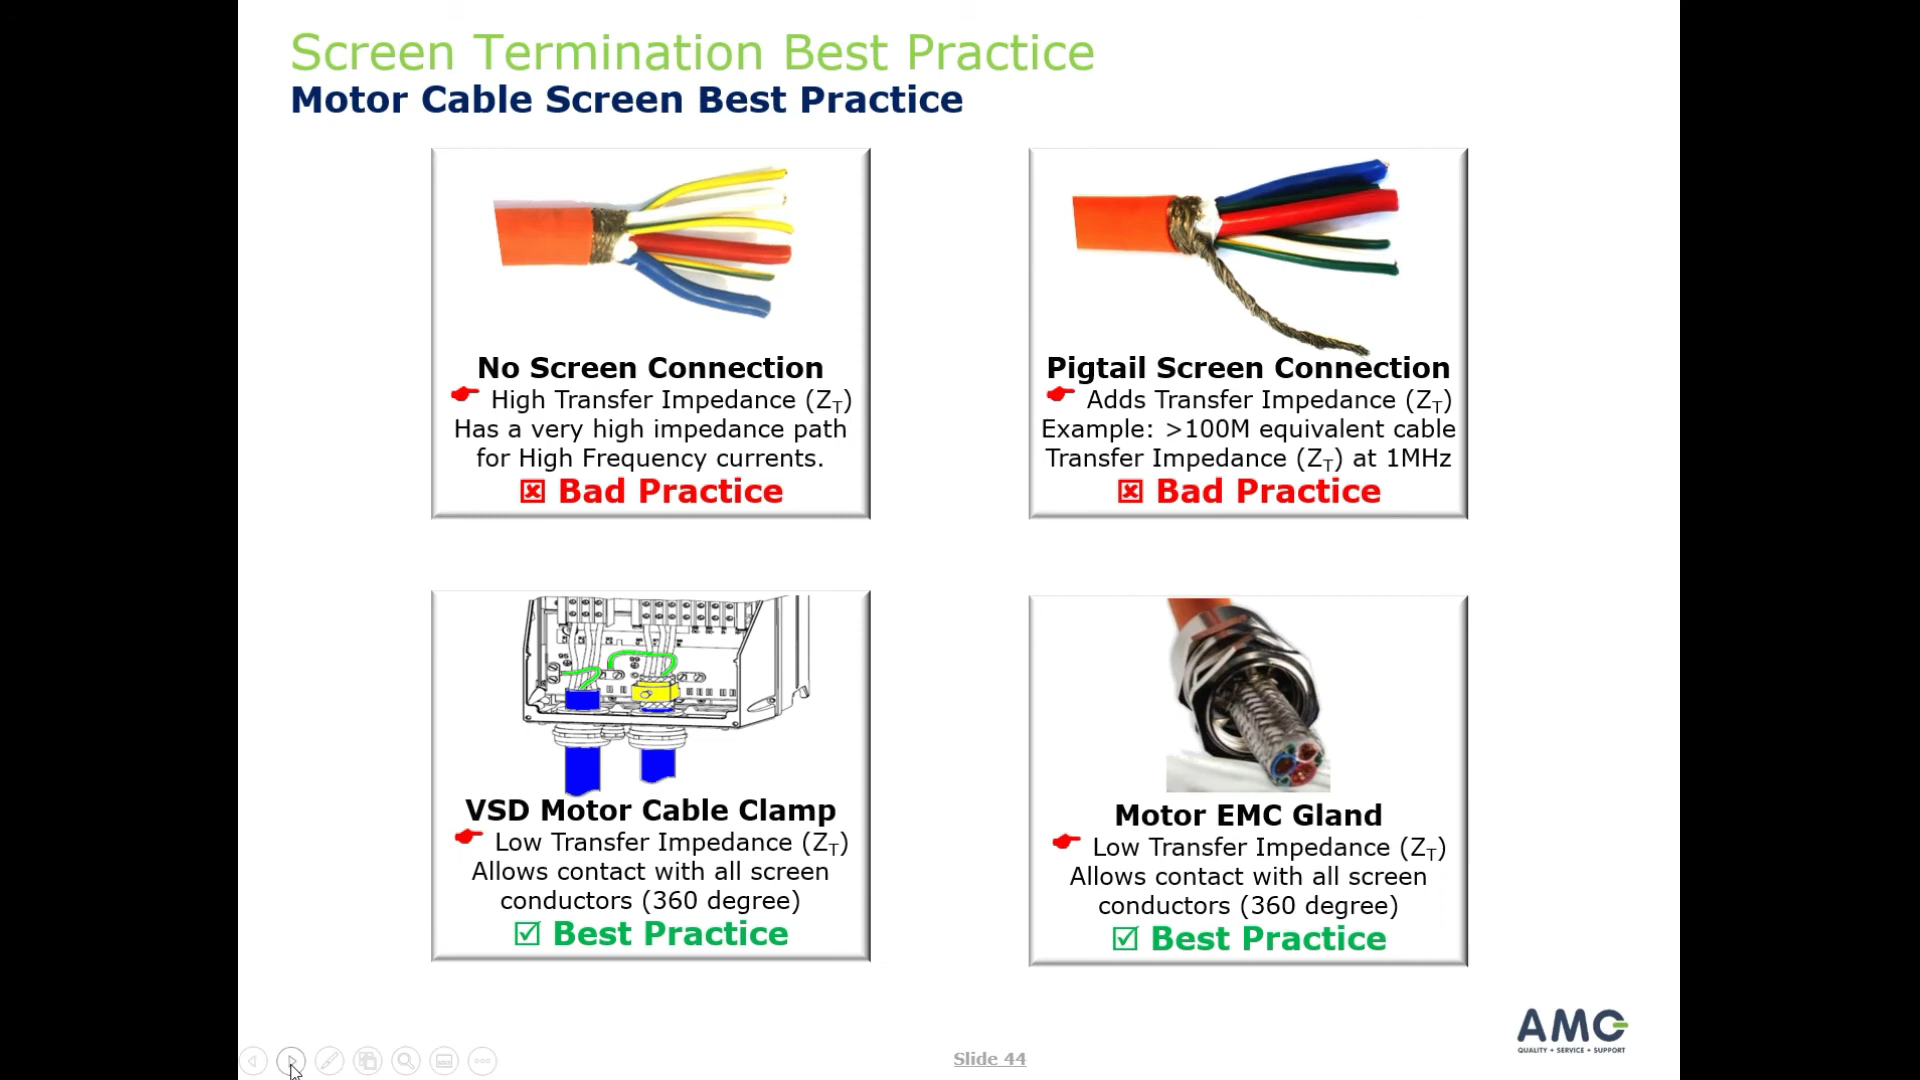 Screen Termination Best Practice
Motor Cable Screen Best Practice
No Screen Connection
High Transfer Impedance (ZT)
Has a very high impedance path
for High Frequency currents.
Bad Practice
Pigtail Screen Connection
Adds Transfer Impedance (ZT)
Example: >100M equivalent cable
Transfer Impedance (ZT) at 1MHz
Bad Practice
VSD Motor Cable Clamp
Low Transfer Impedance (ZT)
Allows contact with all screen
conductors (360 degree)
Best Practice
Motor EMC Gland
Low Transfer Impedance (ZT)
Allows contact with all screen
conductors (360 degree)
Best Practice
AMC
QUALITY + SERVICE + SUPPORT
Slide 44